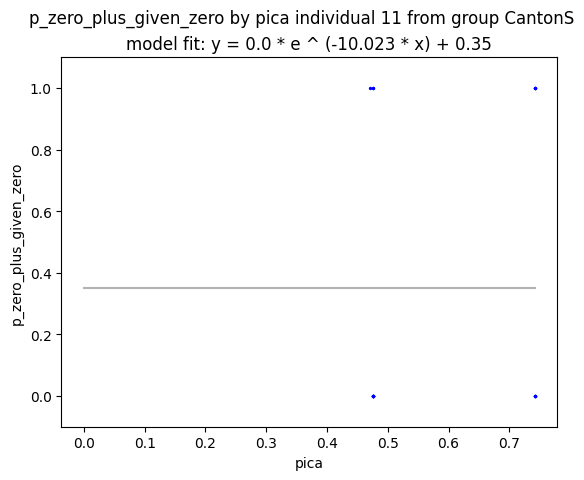 p_zero_plus_given_zero by pica individual 11 from group CantonS
model fit: y = 0.0 * e ^ (-10.023 * x) + 0.35
1.0
0.8
0.6
0.4
0.2
0.0
p_zero_plus_given_zero
0.0 0.1 0.2 0.3 0.4 0.5 0.6 0.7
pica